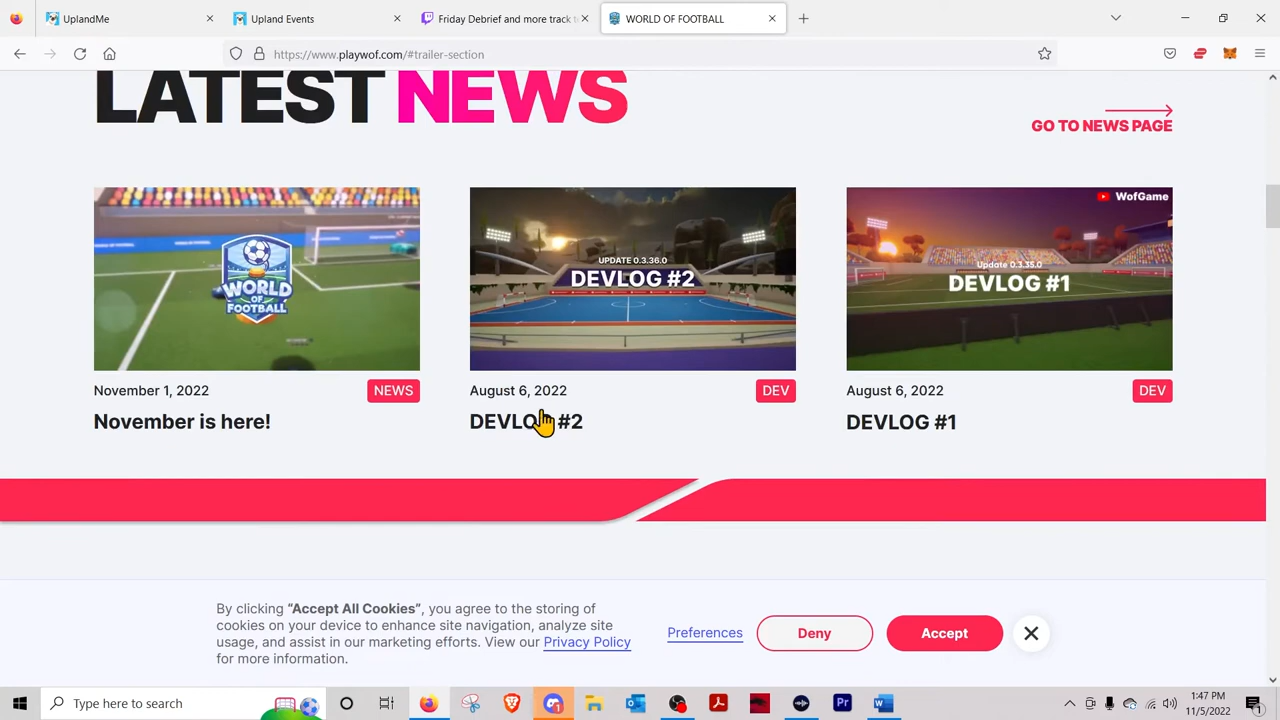 UplandMe
Upland Events
Friday Debrief and more track t
WORLD OF FOOTBALL
https://www.playwof.com/#trailer-section
LATEST NEWS
GO TO NEWS PAGE
WORLD
OF
FOOTBALL
UPDATE 0.3.36.0
DEVLOG #2
WofGame
Update 0.3.35.0
DEVLOG #1
November 1, 2022
NEWS
August 6, 2022
DEV
August 6, 2022
DEV
November is here!
DEVLOG #2
DEVLOG #1
By clicking “Accept All Cookies”, you agree to the storing of
cookies on your device to enhance site navigation, analyze site
usage, and assist in our marketing efforts. View our Privacy Policy
for more information.
Preferences
Deny
Accept
Type here to search
1:47 PM
11/5/2022